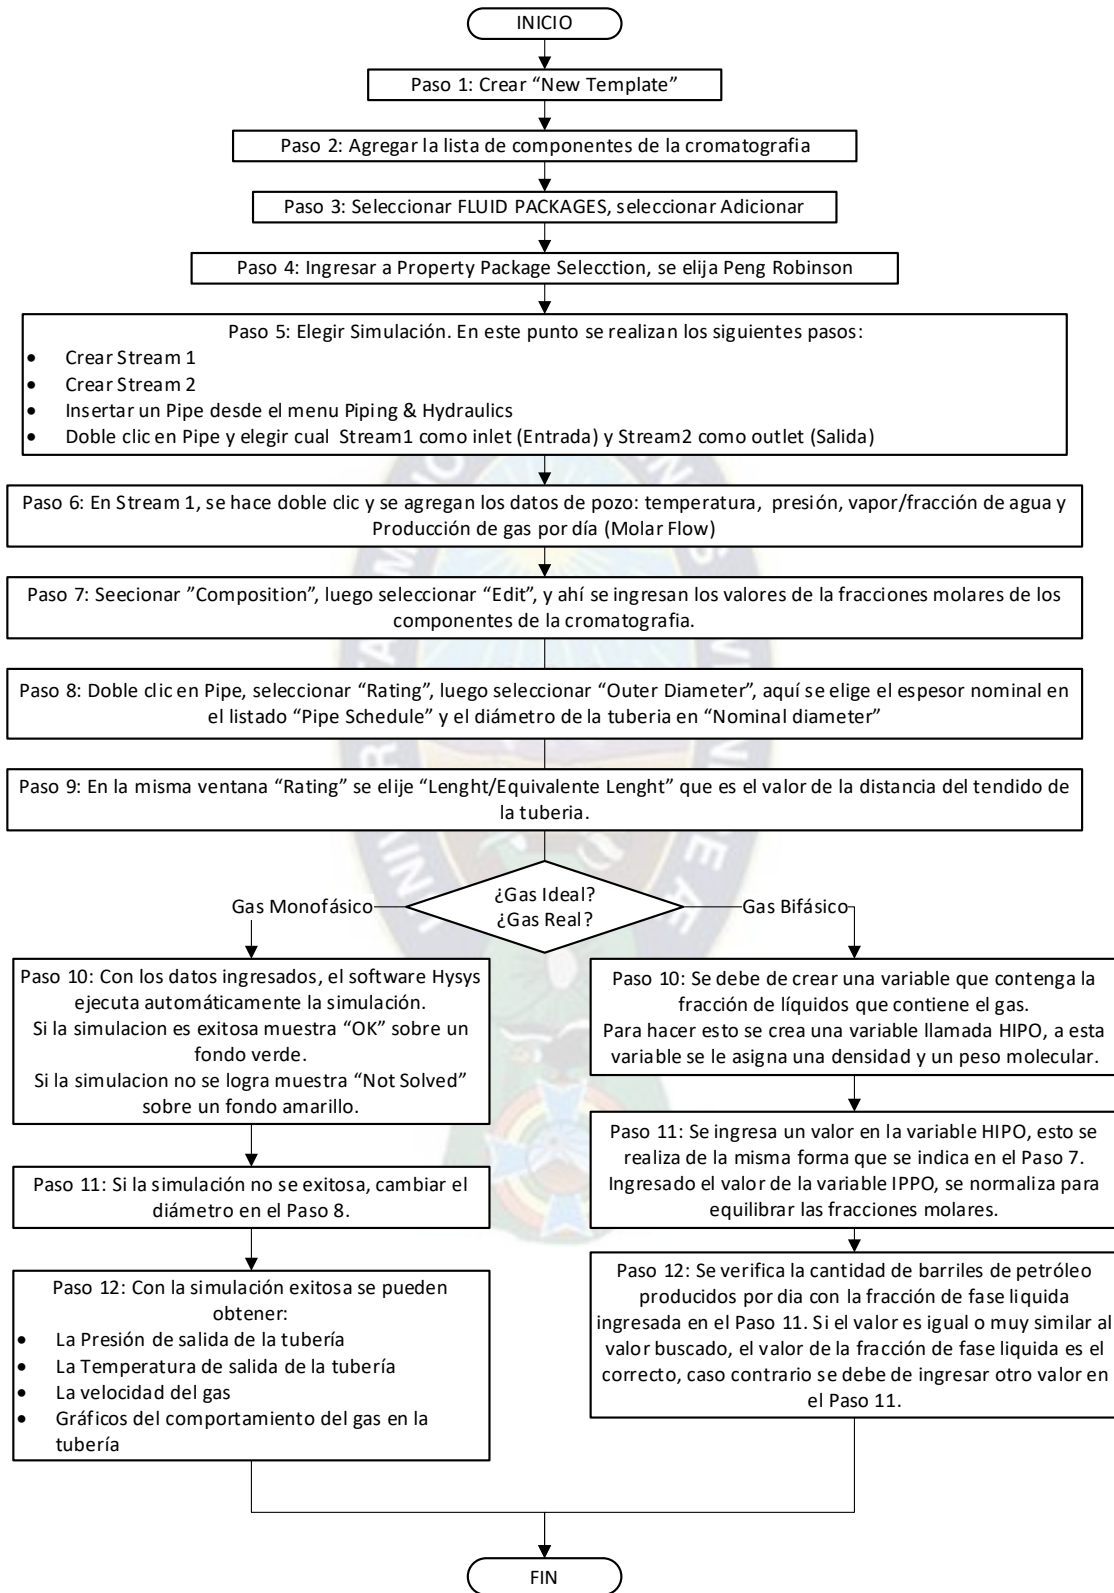 INICIO
Paso 1: Crear “New Template”
Paso 2: Agregar la lista de componentes de la cromatografia
Paso 3: Seleccionar FLUID PACKAGES, seleccionar Adicionar
Paso 4: Ingresar a Property Package Selecction, se elija Peng Robinson
Paso 5: Elegir Simulación. En este punto se realizan los siguientes pasos:
• Crear Stream 1
• Crear Stream 2
• Insertar un Pipe desde el menu Piping & Hydraulics
• Doble clic en Pipe y elegir cual Stream1 como inlet (Entrada) y Stream2 como outlet (Salida)
Paso 6: En Stream 1, se hace doble clic y se agregan los datos de pozo: temperatura, presión, vapor/fracción de agua y
Producción de gas por día (Molar Flow)
Paso 7: Seecionar ”Composition”, luego seleccionar “Edit”, y ahí se ingresan los valores de la fracciones molares de los
componentes de la cromatografia.
Paso 8: Doble clic en Pipe, seleccionar “Rating”, luego seleccionar “Outer Diameter”, aquí se elige el espesor nominal en
el listado “Pipe Schedule” y el diámetro de la tuberia en “Nominal diameter”
Paso 9: En la misma ventana “Rating” se elije “Lenght/Equivalente Lenght” que es el valor de la distancia del tendido de
la tuberia.
¿Gas Ideal?
¿Gas Real?
Gas Monofásico
Gas Bifásico
Paso 10: Con los datos ingresados, el software Hysys
ejecuta automáticamente la simulación.
Si la simulacion es exitosa muestra “OK” sobre un
fondo verde.
Si la simulacion no se logra muestra “Not Solved”
sobre un fondo amarillo.
Paso 11: Si la simulación no se exitosa, cambiar el
diámetro en el Paso 8.
Paso 12: Con la simulación exitosa se pueden
obtener:
• La Presión de salida de la tubería
• La Temperatura de salida de la tubería
• La velocidad del gas
• Gráficos del comportamiento del gas en la
tubería
Paso 10: Se debe de crear una variable que contenga la
fracción de líquidos que contiene el gas.
Para hacer esto se crea una variable llamada HIPO, a esta
variable se le asigna una densidad y un peso molecular.
Paso 11: Se ingresa un valor en la variable HIPO, esto se
realiza de la misma forma que se indica en el Paso 7.
Ingresado el valor de la variable IPPO, se normaliza para
equilibrar las fracciones molares.
Paso 12: Se verifica la cantidad de barriles de petróleo
producidos por dia con la fracción de fase liquida
ingresada en el Paso 11. Si el valor es igual o muy similar al
valor buscado, el valor de la fracción de fase liquida es el
correcto, caso contrario se debe de ingresar otro valor en
el Paso 11.
FIN